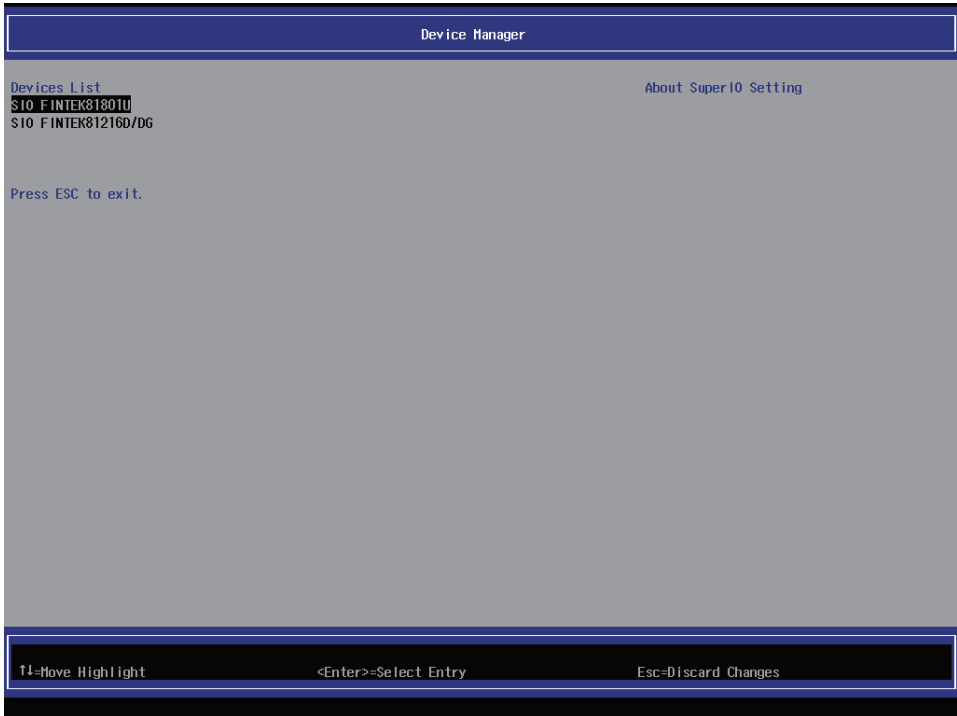 Device Manager
Devices List
About SuperIO Setting
SIO FINTEK81801U
SIO FINTEK81216D/DG
Press ESC to exit.
↑↓=Move Highlight
<Enter>=Select Entry
Esc=Discard Changes